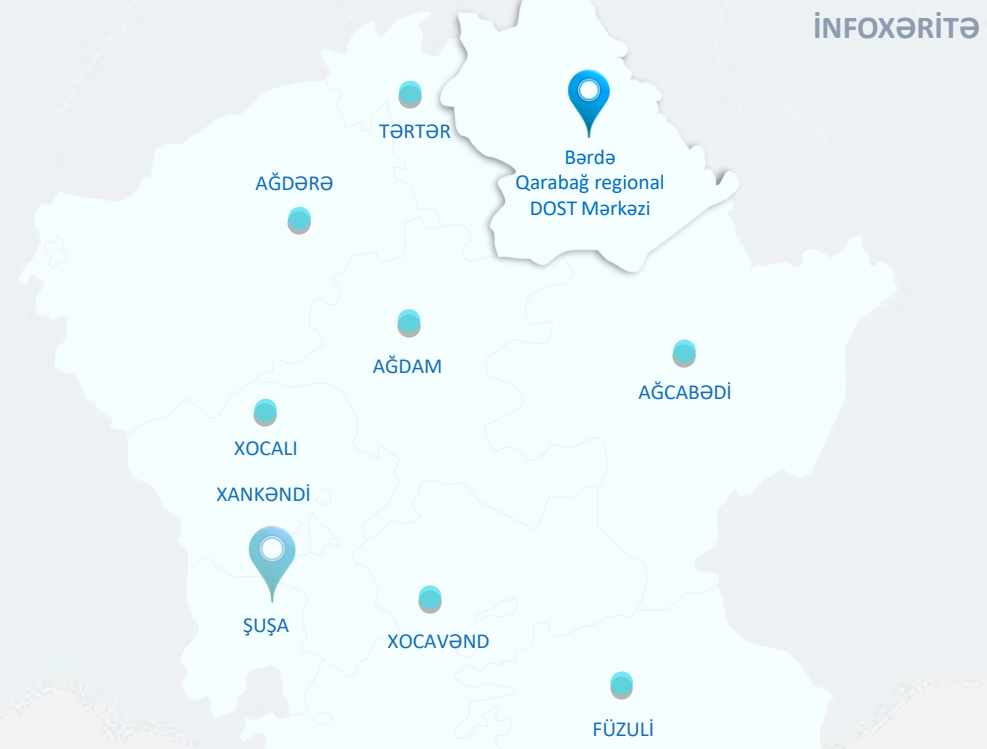 İNFOXƏRİTƏ
TƏRTƏR
Bərdə
Qarabağ regional
DOST Mərkəzi
AĞDƏRƏ
AĞDAM
AĞCABƏDİ
XOCALI
XANKƏNDİ
ŞUŞA
XOCAVƏND
FÜZULİ